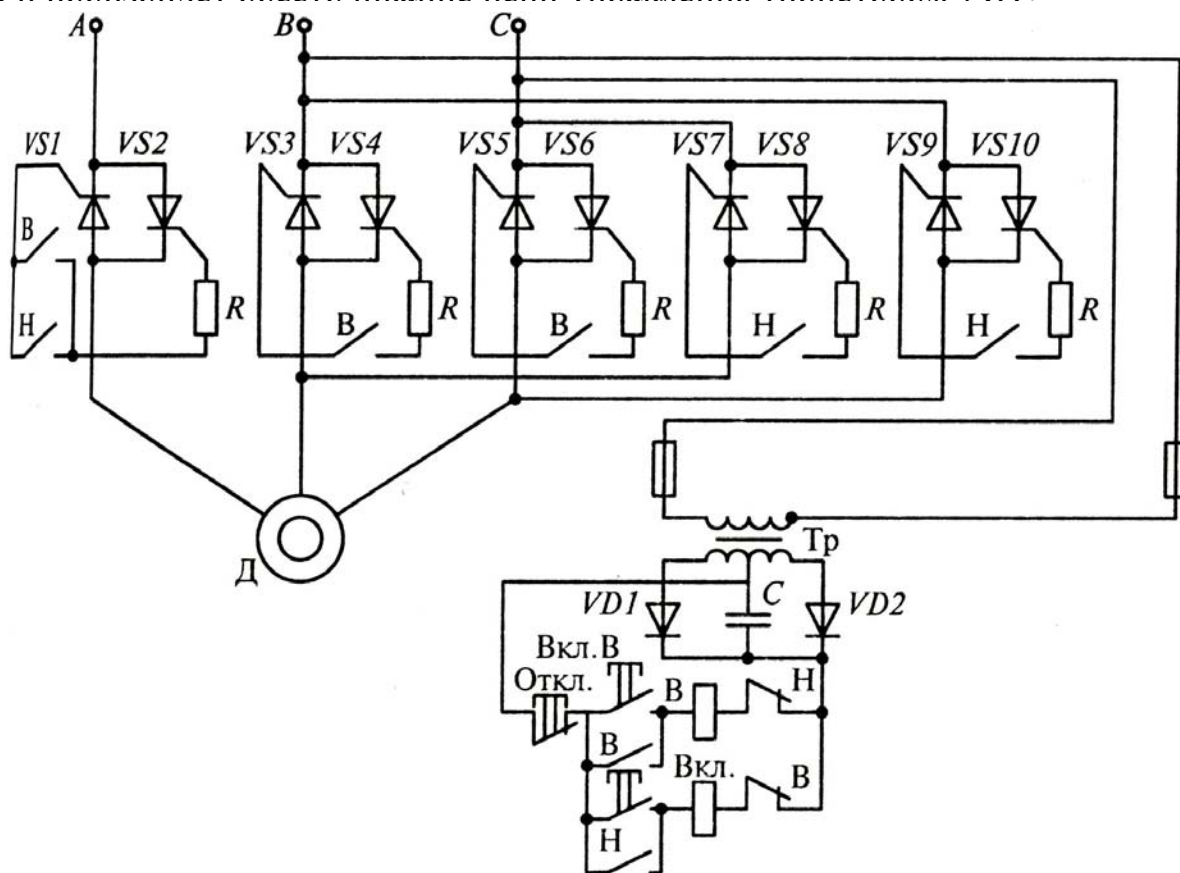 A B C
VS1 VS2 VS3 VS4 VS5 VS6 VS7 VS8 VS9 VS10
В
Н R В R В R Н R Н R
Д
Тр
VD1 C VD2
Вкл.В
Откл. В Н
В Вкл. В
Н